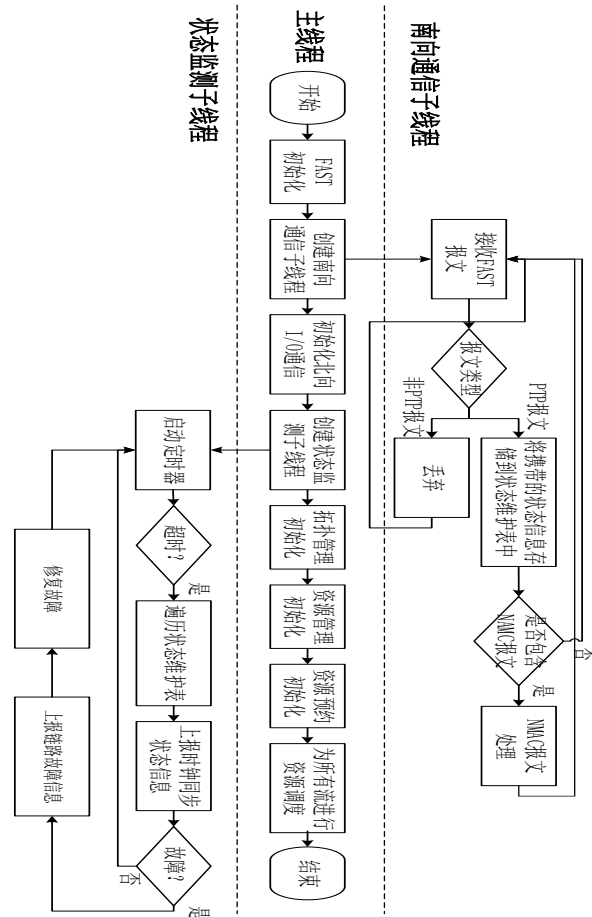 南向通信子线程
接收FAST
报文
报文类型
PTP报文
非PTP报文
将携带的状态信息存
储到状态维护表中
丢弃
是否包含
NANC报文
否
是
NMAC报文
处理
主线程
开始
FAST
初始化
创建南向
通信子线程
初始化北向
I/O通信
创建状态监
测子线程
拓扑管理
初始化
资源管理
初始化
资源预约
初始化
为所有流进行
资源调度
结束
状态监测子线程
启动定时器
超时?
是
遍历状态维护表
上报时钟同步
状态信息
故障?
否
是
上报链路故障信息
修复故障